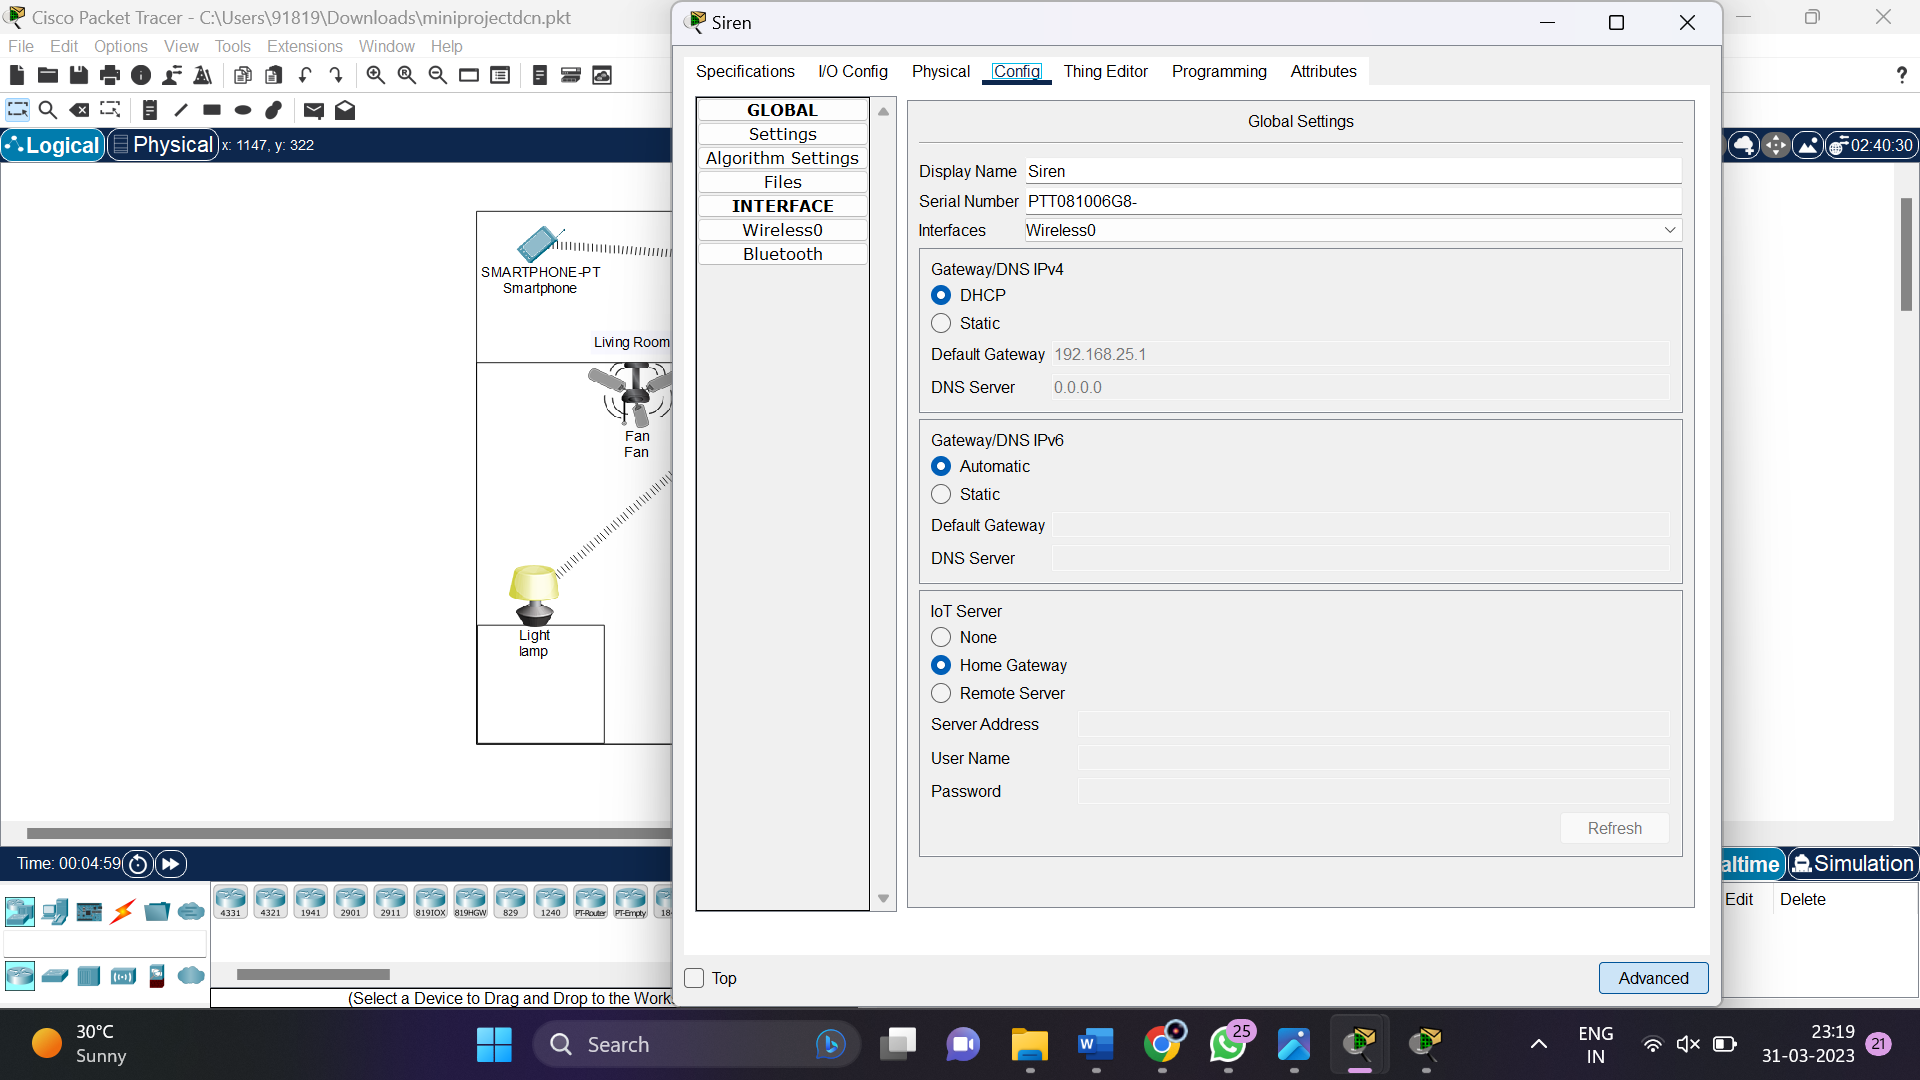 Cisco Packet Tracer - C:\Users\91819\Downloads\miniprojectdcn.pkt
File Edit Options View Tools Extensions Window Help
?
Logical Physical x: 1147, y: 322
02:40:30
SMARTPHONE-PT
Smartphone
Living Room
Fan
Fan
Light
lamp
Siren
Specifications I/O Config Physical Config Thing Editor Programming Attributes
GLOBAL
Settings
Algorithm Settings
Files
INTERFACE
Wireless0
Bluetooth
Global Settings
Display Name Siren
Serial Number PTT081006G8-
Interfaces Wireless0
Gateway/DNS IPv4
DHCP
Static
Default Gateway 192.168.25.1
DNS Server 0.0.0.0
Gateway/DNS IPv6
Automatic
Static
Default Gateway
DNS Server
IoT Server
None
Home Gateway
Remote Server
Server Address
User Name
Password
Refresh
Top
Advanced
Time: 00:04:59
altime Simulation
Edit Delete
4331 4321 1941 2901 2911 819IOX 819HGW 829 1240 PT-Router PT-Empty 18
(Select a Device to Drag and Drop to the Work
30°C
Sunny
Search
25
ENG
IN
23:19
31-03-2023
21